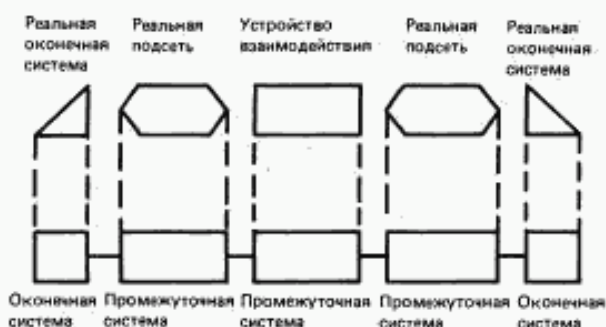 Реальная
оконечная
система
Реальная
подсеть
Устройство
взаимодействия
Реальная
подсеть
Реальная
оконечная
система
Оконечная
система
Промежуточная
система
Промежуточная
система
Промежуточная
система
Оконечная
система